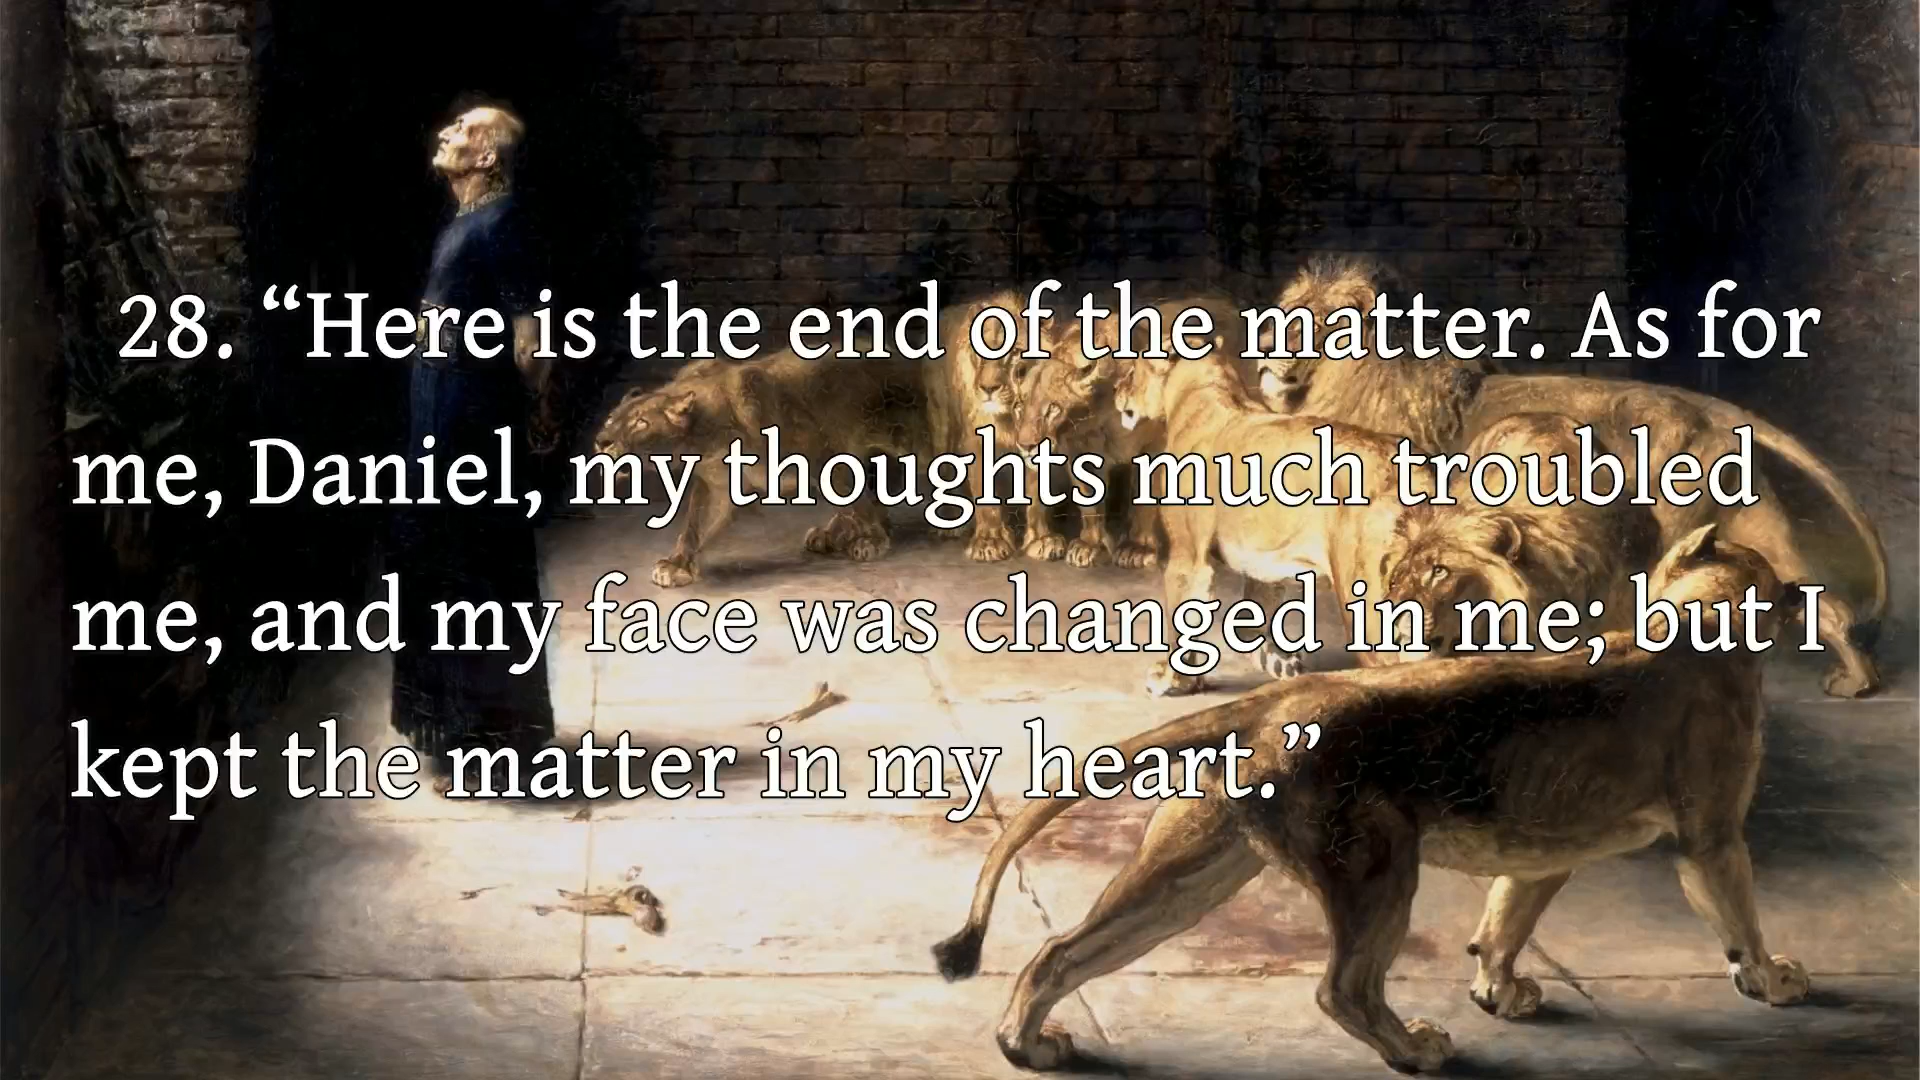 28. “Here is the end of the matter. As for
me, Daniel, my thoughts much troubled
me, and my face was changed in me; but I
kept the matter in my heart.”